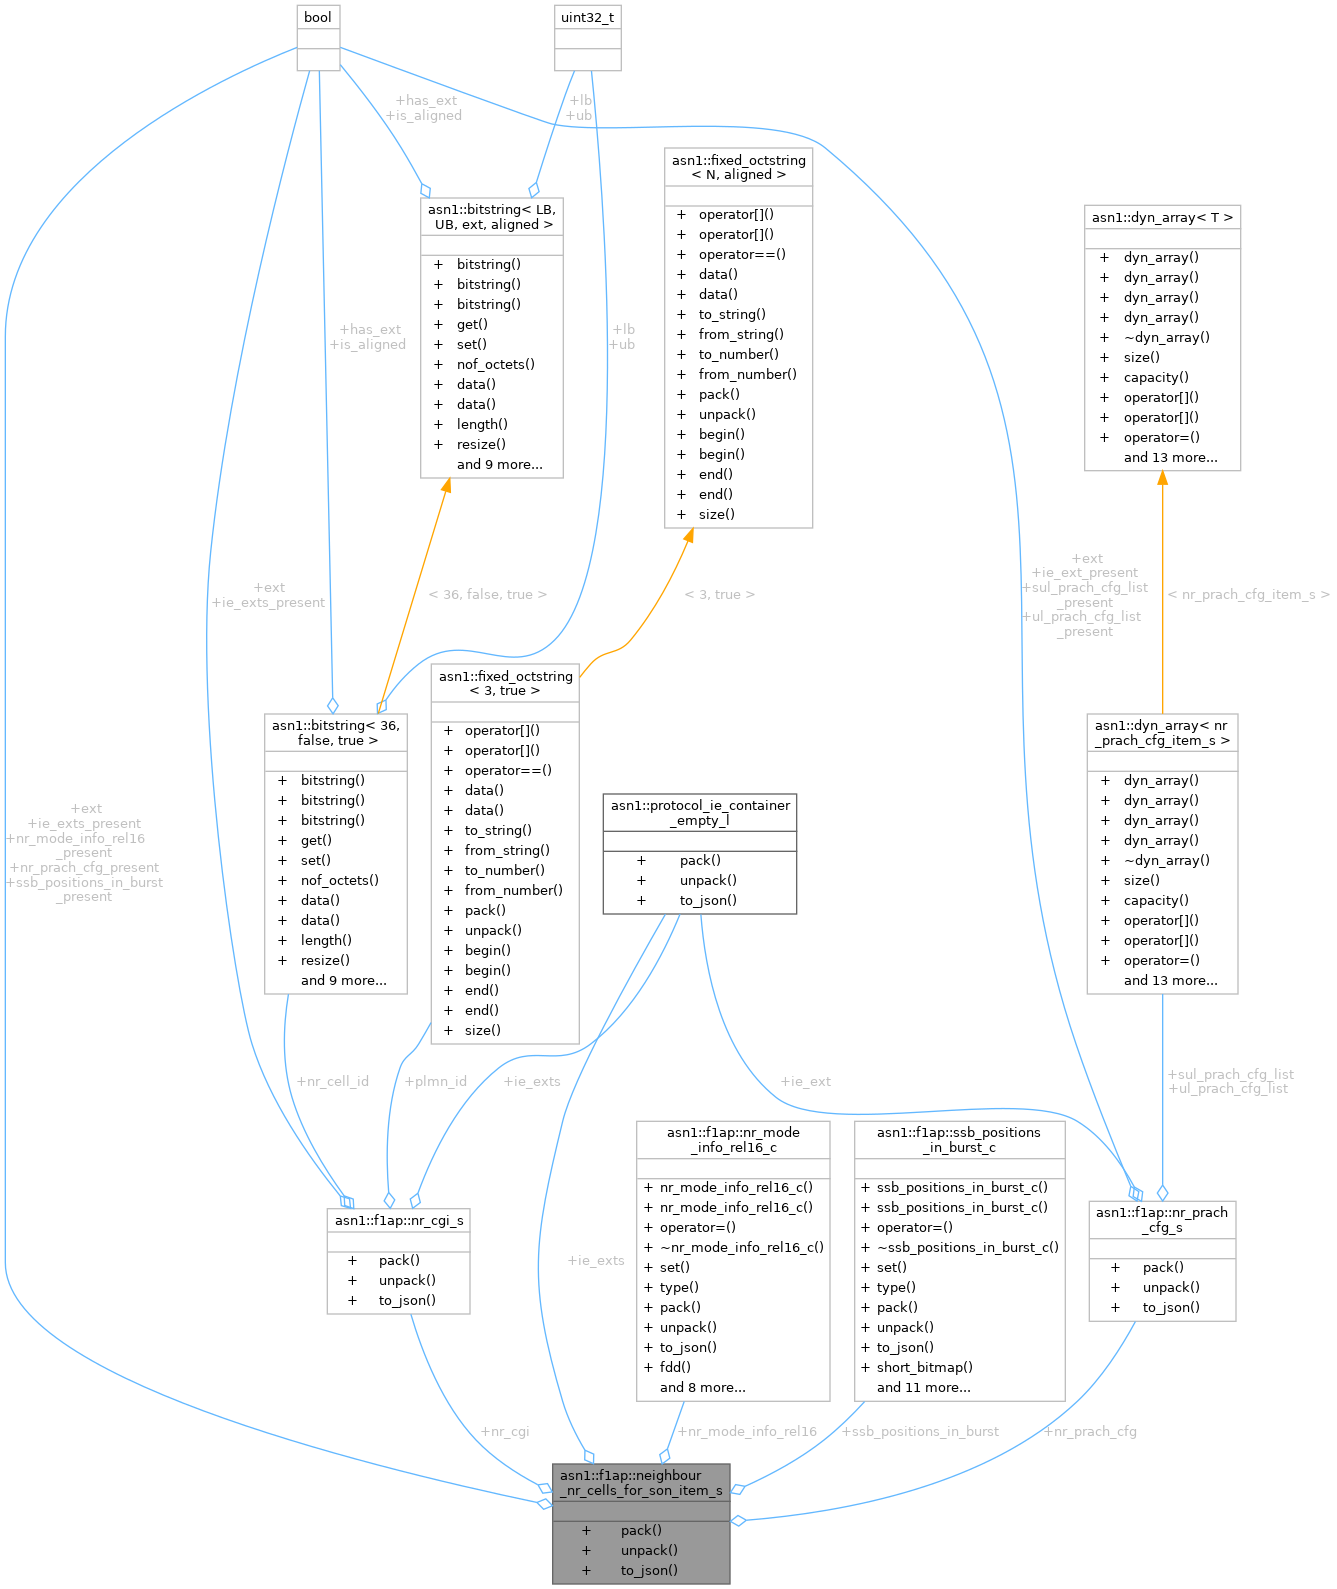 bool
uint32_t
+has_ext
+is_aligned
+lb
+ub
asn1::fixed_octstring
< N, aligned >
+ operator[]()
+ operator[]()
+ operator==()
+ data()
+ data()
+ to_string()
+ from_string()
+ to_number()
+ from_number()
+ pack()
+ unpack()
+ begin()
+ begin()
+ end()
+ end()
+ size()
asn1::bitstring< LB,
UB, ext, aligned >
+ bitstring()
+ bitstring()
+ bitstring()
+ get()
+ set()
+ nof_octets()
+ data()
+ data()
+ length()
+ resize()
and 9 more...
asn1::dyn_array< T >
+ dyn_array()
+ dyn_array()
+ dyn_array()
+ dyn_array()
+ ~dyn_array()
+ size()
+ capacity()
+ operator[]()
+ operator[]()
+ operator=()
and 13 more...
+has_ext
+is_aligned
+lb
+ub
+ext
+ie_exts_present
< 36, false, true >
< 3, true >
+ext
+ie_ext_present
+sul_prach_cfg_list
_present
+ul_prach_cfg_list
_present
< nr_prach_cfg_item_s >
asn1::fixed_octstring
< 3, true >
+ operator[]()
+ operator[]()
+ operator==()
+ data()
+ data()
+ to_string()
+ from_string()
+ to_number()
+ from_number()
+ pack()
+ unpack()
+ begin()
+ begin()
+ end()
+ end()
+ size()
asn1::bitstring< 36,
false, true >
+ bitstring()
+ bitstring()
+ bitstring()
+ get()
+ set()
+ nof_octets()
+ data()
+ data()
+ length()
+ resize()
and 9 more...
asn1::dyn_array< nr
_prach_cfg_item_s >
+ dyn_array()
+ dyn_array()
+ dyn_array()
+ dyn_array()
+ ~dyn_array()
+ size()
+ capacity()
+ operator[]()
+ operator[]()
+ operator=()
and 13 more...
asn1::protocol_ie_container
_empty_l
+ pack()
+ unpack()
+ to_json()
+ext
+ie_exts_present
+nr_mode_info_rel16
_present
+nr_prach_cfg_present
+ssb_positions_in_burst
_present
+nr_cell_id
+plmn_id
+ie_exts
+ie_ext
+sul_prach_cfg_list
+ul_prach_cfg_list
asn1::f1ap::nr_mode
_info_rel16_c
+ nr_mode_info_rel16_c()
+ nr_mode_info_rel16_c()
+ operator=()
+ ~nr_mode_info_rel16_c()
+ set()
+ type()
+ pack()
+ unpack()
+ to_json()
+ fdd()
and 8 more...
asn1::f1ap::ssb_positions
_in_burst_c
+ ssb_positions_in_burst_c()
+ ssb_positions_in_burst_c()
+ operator=()
+ ~ssb_positions_in_burst_c()
+ set()
+ type()
+ pack()
+ unpack()
+ to_json()
+ short_bitmap()
and 11 more...
asn1::f1ap::nr_cgi_s
+ pack()
+ unpack()
+ to_json()
asn1::f1ap::nr_prach
_cfg_s
+ pack()
+ unpack()
+ to_json()
+ie_exts
+nr_cgi
+nr_mode_info_rel16
+ssb_positions_in_burst
+nr_prach_cfg
asn1::f1ap::neighbour
_nr_cells_for_son_item_s
+ pack()
+ unpack()
+ to_json()